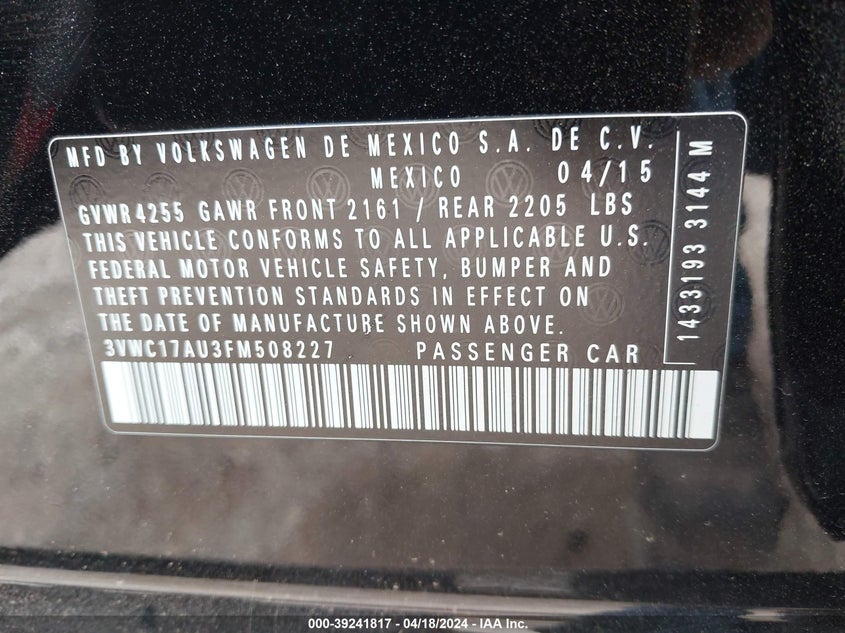 MFD BY VOLKSWAGEN DE MEXICO S.A. DE C.V.
MEXICO 04/15
GVWR 4255 GAWR FRONT 2161 / REAR 2205 LBS
THIS VEHICLE CONFORMS TO ALL APPLICABLE U.S.
FEDERAL MOTOR VEHICLE SAFETY, BUMPER AND
THEFT PREVENTION STANDARDS IN EFFECT ON
THE DATE OF MANUFACTURE SHOWN ABOVE.
3VWC17AU3FM508227 PASSENGER CAR
1433193 3144 M
000-39241817 - 04/18/2024 - IAA Inc.